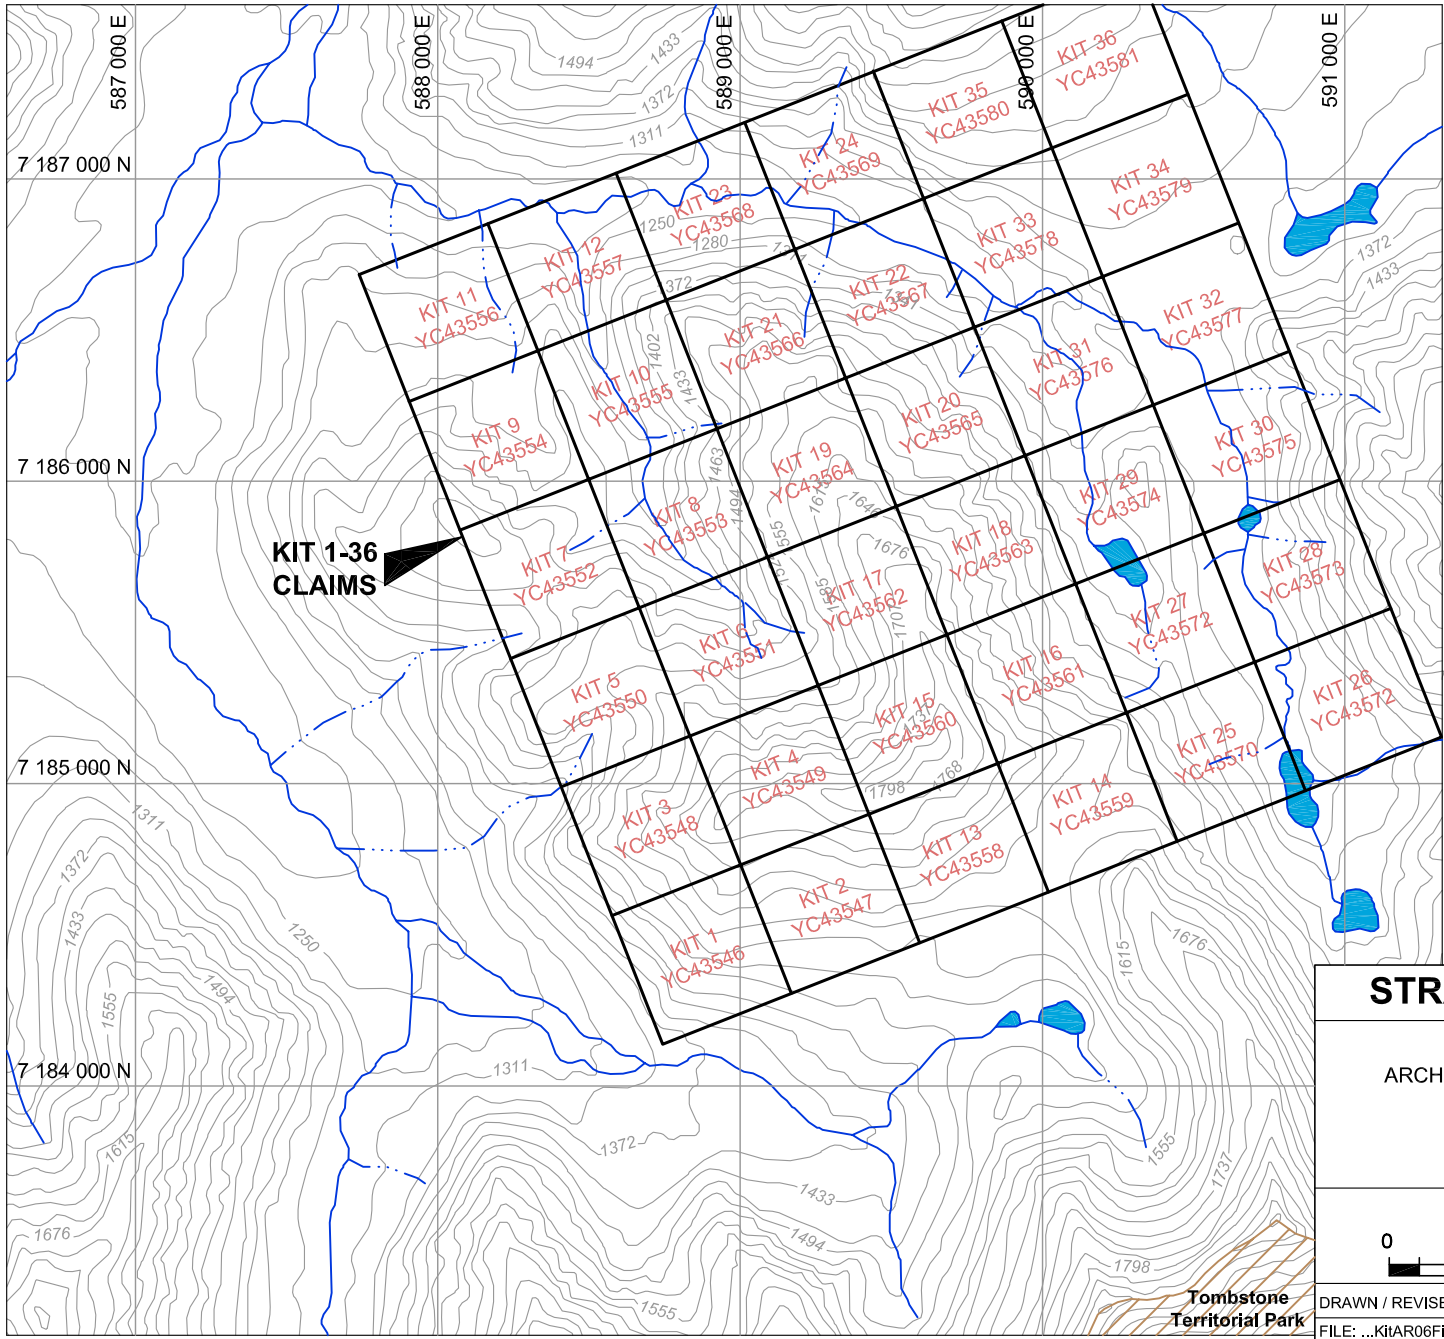 587 000 E
588 000 E
589 000 E
590 000 E
591 000 E
7 187 000 N
7 186 000 N
7 185 000 N
7 184 000 N
KIT 36
YC43581
KIT 35
YC43580
KIT 24
YC43569
KIT 34
YC43579
KIT 23
YC43568
KIT 33
YC43578
KIT 12
YC43557
KIT 22
YC43567
KIT 32
YC43577
KIT 11
YC43556
KIT 21
YC43566
KIT 31
YC43576
KIT 10
YC43555
KIT 20
YC43565
KIT 30
YC43575
KIT 9
YC43554
KIT 19
YC43564
KIT 29
YC43574
KIT 8
YC43553
KIT 18
YC43563
KIT 28
YC43573
KIT 7
YC43552
KIT 17
YC43562
KIT 27
YC43572
KIT 6
YC43551
KIT 16
YC43561
KIT 26
YC43572
KIT 5
YC43550
KIT 15
YC43560
KIT 25
YC43570
KIT 4
YC43549
KIT 14
YC43559
KIT 3
YC43548
KIT 13
YC43558
KIT 2
YC43547
KIT 1
YC43546
KIT 1-36
CLAIMS
1433
1494
1372
1311
1250
1280
372
1402
1433
1463
1494
1555
1615
1646
1676
1585
1707
1737
1768
1798
1372
1433
1311
1372
1433
1250
1494
1555
1615
1676
1311
1372
1433
1494
1555
1615
1676
1555
1737
1798
Tombstone
Territorial Park
STR
ARCH
0
DRAWN / REVISE
FILE: ...KitAR06Fi